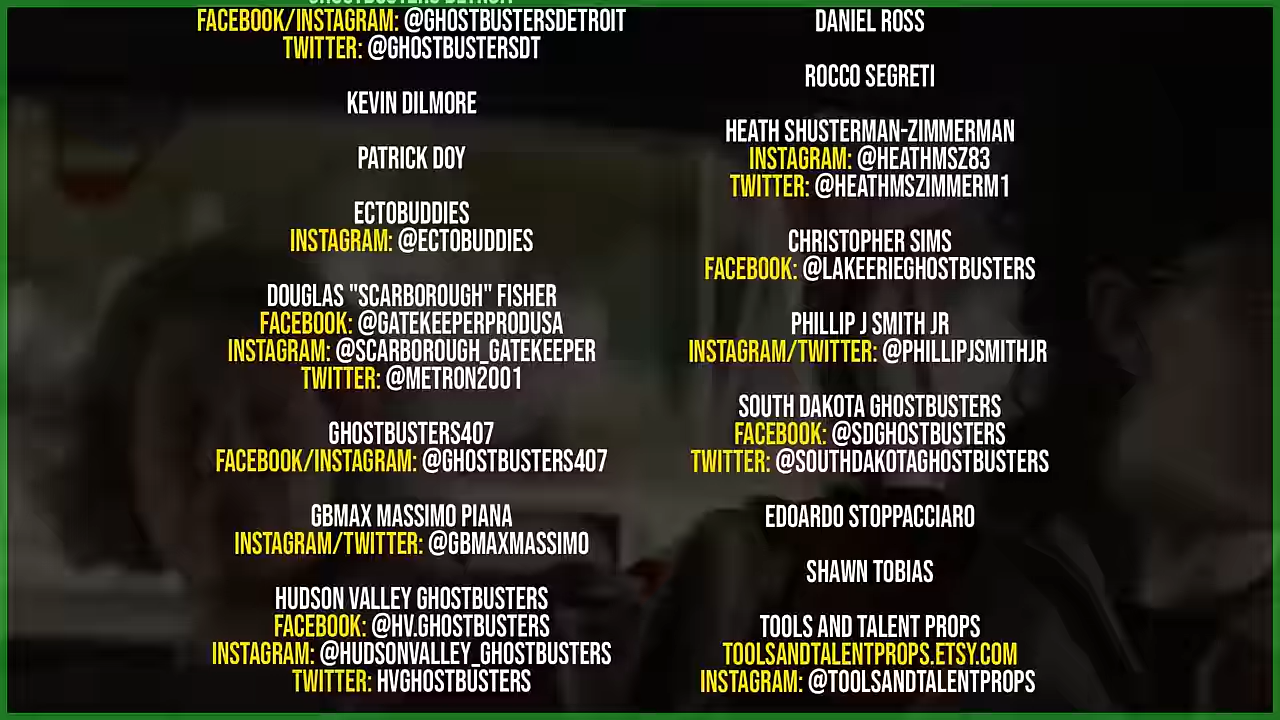 GHOSTBUSTERS DETROIT
FACEBOOK/INSTAGRAM: @GHOSTBUSTERSDETROIT
TWITTER: @GHOSTBUSTERSDT
KEVIN DILMORE
PATRICK DOY
ECTOBUDDIES
INSTAGRAM: @ECTOBUDDIES
DOUGLAS "SCARBOROUGH" FISHER
FACEBOOK: @GATEKEEPERPRODUSA
INSTAGRAM: @SCARBOROUGH_GATEKEEPER
TWITTER: @METRON2001
GHOSTBUSTERS407
FACEBOOK/INSTAGRAM: @GHOSTBUSTERS407
GBMAX MASSIMO PIANA
INSTAGRAM/TWITTER: @GBMAXMASSIMO
HUDSON VALLEY GHOSTBUSTERS
FACEBOOK: @HV.GHOSTBUSTERS
INSTAGRAM: @HUDSONVALLEY_GHOSTBUSTERS
TWITTER: HVGHOSTBUSTERS
DANIEL ROSS
ROCCO SEGRETI
HEATH SHUSTERMAN-ZIMMERMAN
INSTAGRAM: @HEATHMSZ83
TWITTER: @HEATHMSZIMMERM1
CHRISTOPHER SIMS
FACEBOOK: @LAKEERIEGHOSTBUSTERS
PHILLIP J SMITH JR
INSTAGRAM/TWITTER: @PHILLIPJSMITHJR
SOUTH DAKOTA GHOSTBUSTERS
FACEBOOK: @SDGHOSTBUSTERS
TWITTER: @SOUTHDAKOTAGHOSTBUSTERS
EDOARDO STOPPACCIARO
SHAWN TOBIAS
TOOLS AND TALENT PROPS
TOOLSANDTALENTPROPS.ETSY.COM
INSTAGRAM: @TOOLSANDTALENTPROPS